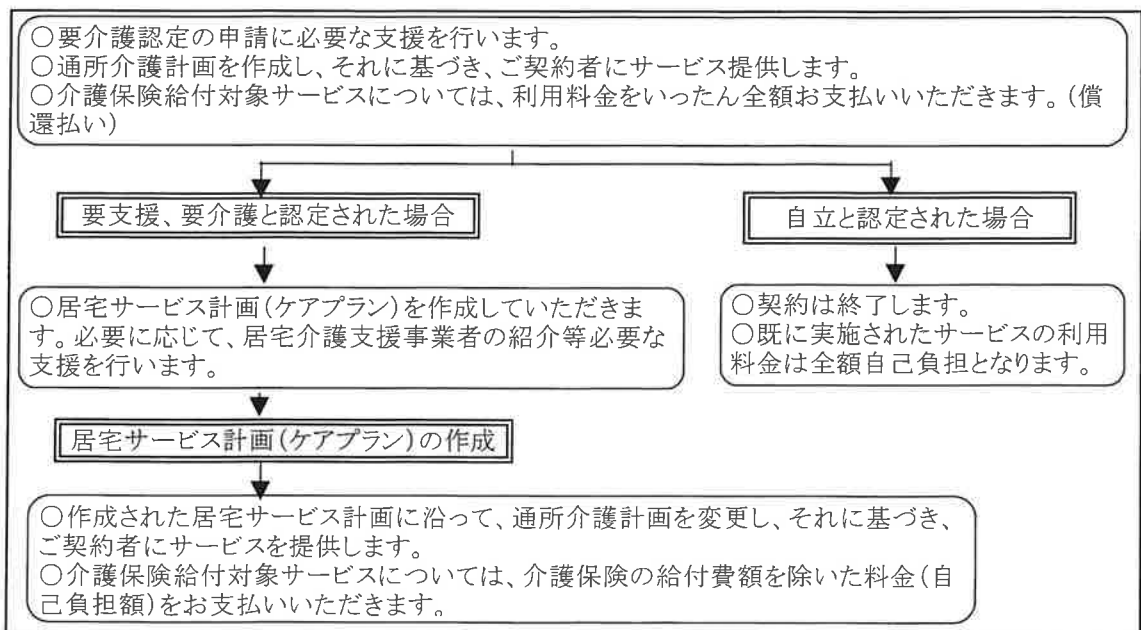 ○要介護認定の申請に必要な支援を行います。
○通所介護計画を作成し、それに基づき、ご契約者にサービス提供します。
○介護保険給付対象サービスについては、利用料金をいったん全額お支払いいただきます。(償
還払い)
要支援、要介護と認定された場合
自立と認定された場合
○居宅サービス計画(ケアプラン)を作成していただきま
す。必要に応じて、居宅介護支援事業者の紹介等必要な
支援を行います。
○契約は終了します。
○既に実施されたサービスの利用
料金は全額自己負担となります。
居宅サービス計画(ケアプラン)の作成
○作成された居宅サービス計画に沿って、通所介護計画を変更し、それに基づき、
ご契約者にサービスを提供します。
○介護保険給付対象サービスについては、介護保険の給付費額を除いた料金(自
己負担額)をお支払いいただきます。